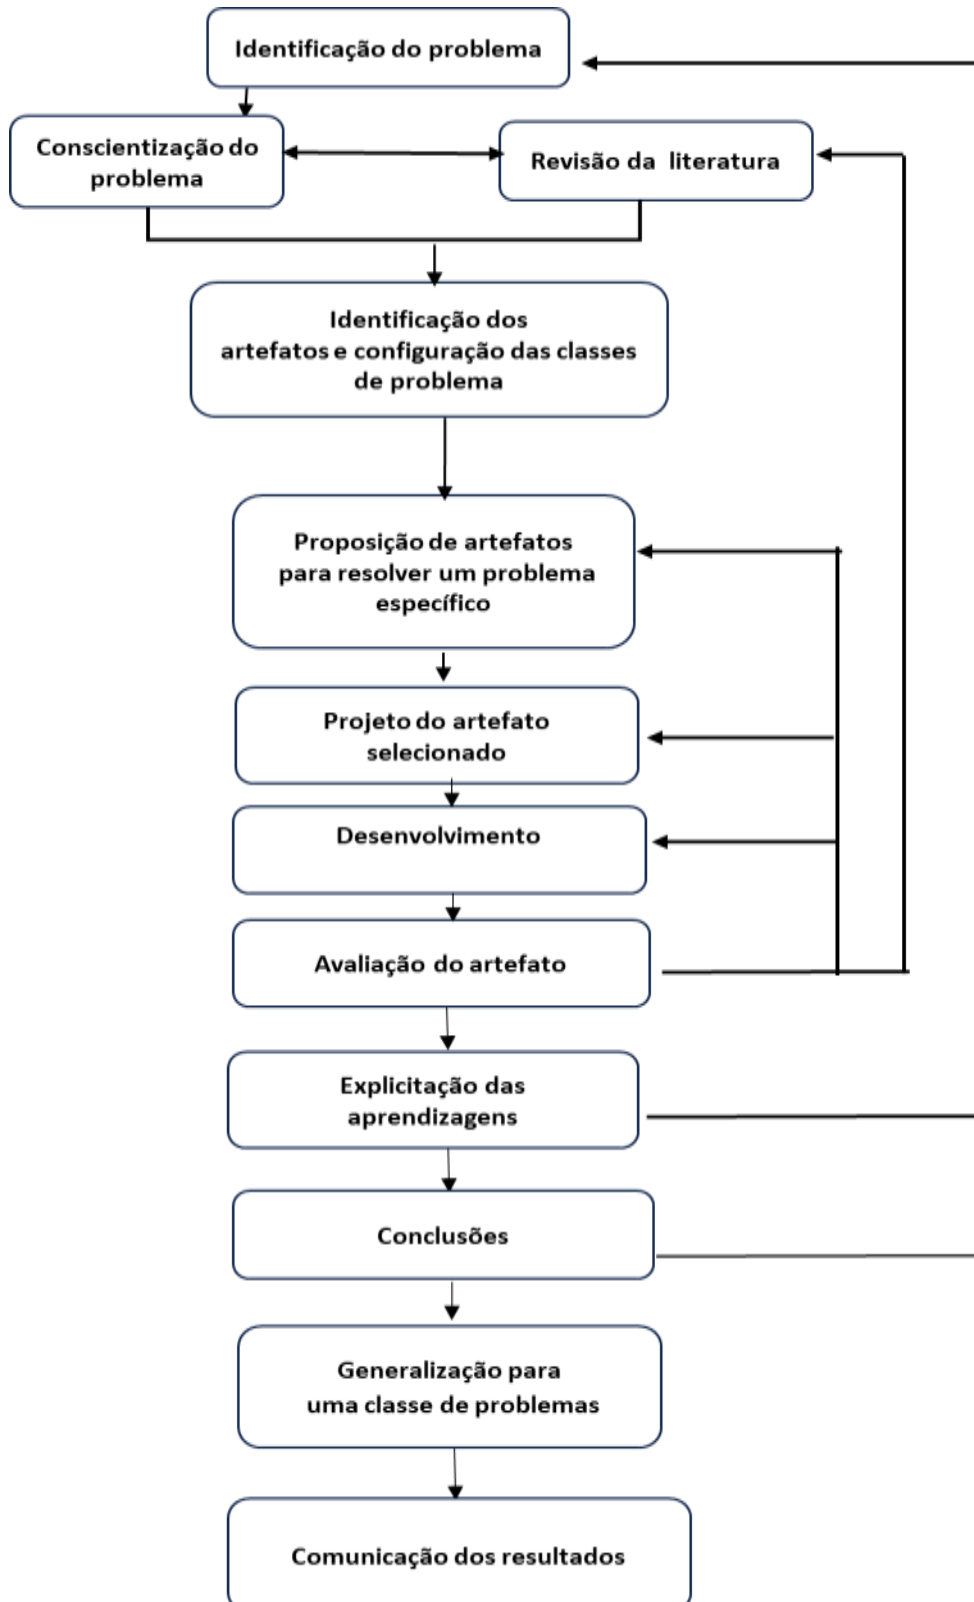 Identificação do problema
Conscientização do
problema
Revisão da literatura
Identificação dos
artefatos e configuração das classes
de problema
Proposição de artefatos
para resolver um problema
específico
Projeto do artefato
selecionado
Desenvolvimento
Avaliação do artefato
Explicitação das
aprendizagens
Conclusões
Generalização para
uma classe de problemas
Comunicação dos resultados